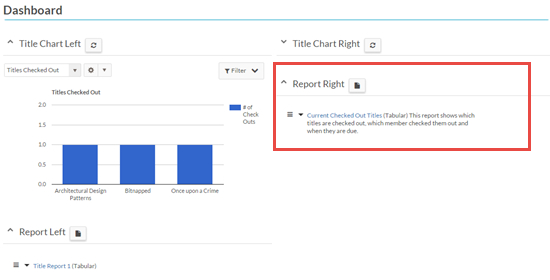 Dashboard
Title Chart Left
Titles Checked Out
Filter
Titles Checked Out
2.0
1.5
1.0
0.5
0.0
# of
Check
Outs
Architectural Design
Patterns
Bitnapped
Once upon a Crime
Report Left
Title Report 1 (Tabular)
Title Chart Right
Report Right
Current Checked Out Titles (Tabular) This report shows which
titles are checked out, which member checked them out and
when they are due.